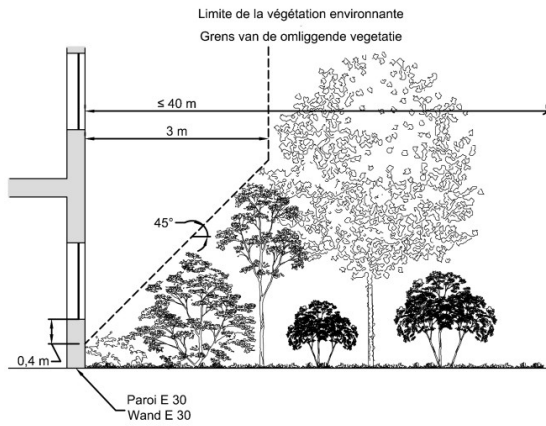 Limite de la végétation environnante
Grens van de omliggende vegetatie
≤ 40 m
3 m
45°
0,4 m
Paroi E 30
Wand E 30